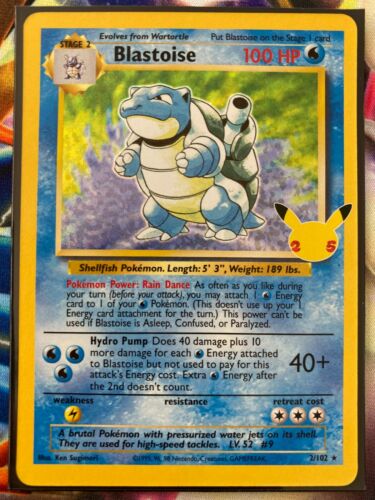 Evolves from Wartortle Put Blastoise on the Stage 1 card
STAGE 2
Blastoise 100 HP
25
Shellfish Pokémon. Length: 5' 3", Weight: 189 lbs.
Pokémon Power: Rain Dance As often as you like during
your turn (before your attack), you may attach 1 Energy
card to 1 of your Pokémon. (This doesn't use up your 1
Energy card attachment for the turn.) This power can't be
used if Blastoise is Asleep, Confused, or Paralyzed.
Hydro Pump Does 40 damage plus 10
more damage for each Energy attached
to Blastoise but not used to pay for this
attack's Energy cost. Extra Energy after
the 2nd doesn't count.
40+
weakness resistance retreat cost
A brutal Pokémon with pressurized water jets on its shell.
They are used for high-speed tackles. LV. 52 #9
Illus. Ken Sugimori ©1995, 96, 98 Nintendo, Creatures, GAMEFREAK. 2/102 ★